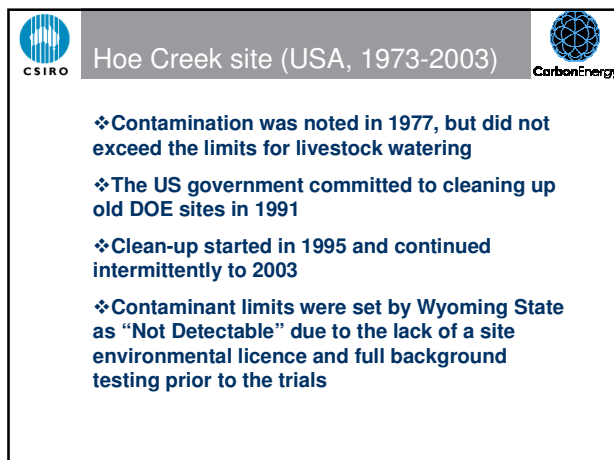 CSIRO
Hoe Creek site (USA, 1973-2003)
CarbonEnergy
❖Contamination was noted in 1977, but did not
exceed the limits for livestock watering
❖The US government committed to cleaning up
old DOE sites in 1991
❖Clean-up started in 1995 and continued
intermittently to 2003
❖Contaminant limits were set by Wyoming State
as “Not Detectable” due to the lack of a site
environmental licence and full background
testing prior to the trials